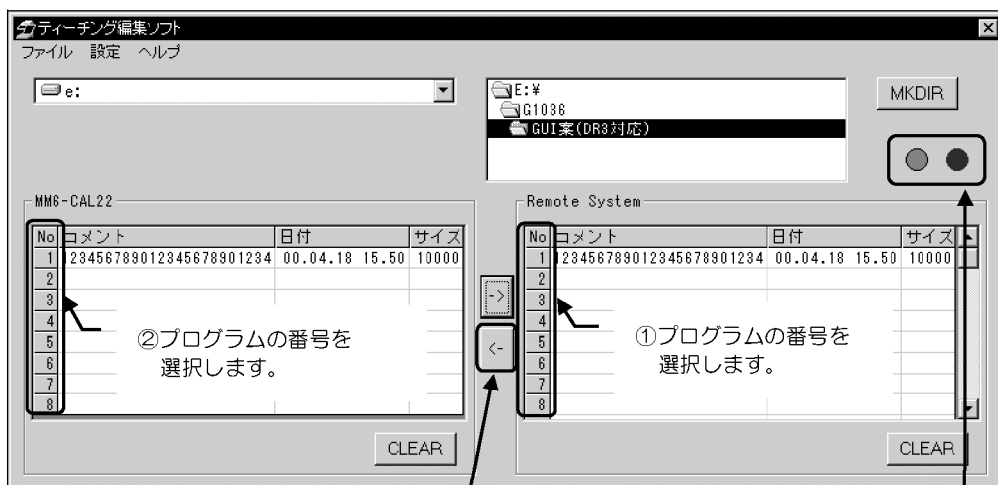 ティーチング編集ソフト
ファイル 設定 ヘルプ
e:
E:¥
G1036
GUI案(DR3対応)
MKDIR
MM6-CAL22
No コメント 日付 サイズ
1 123456789012345678901234 00.04.18 15.50 10000
2
3
4
5
6
7
8
②プログラムの番号を
選択します。
CLEAR
->
<-
Remote System
No コメント 日付 サイズ
1 123456789012345678901234 00.04.18 15.50 10000
2
3
4
5
6
7
8
①プログラムの番号を
選択します。
CLEAR